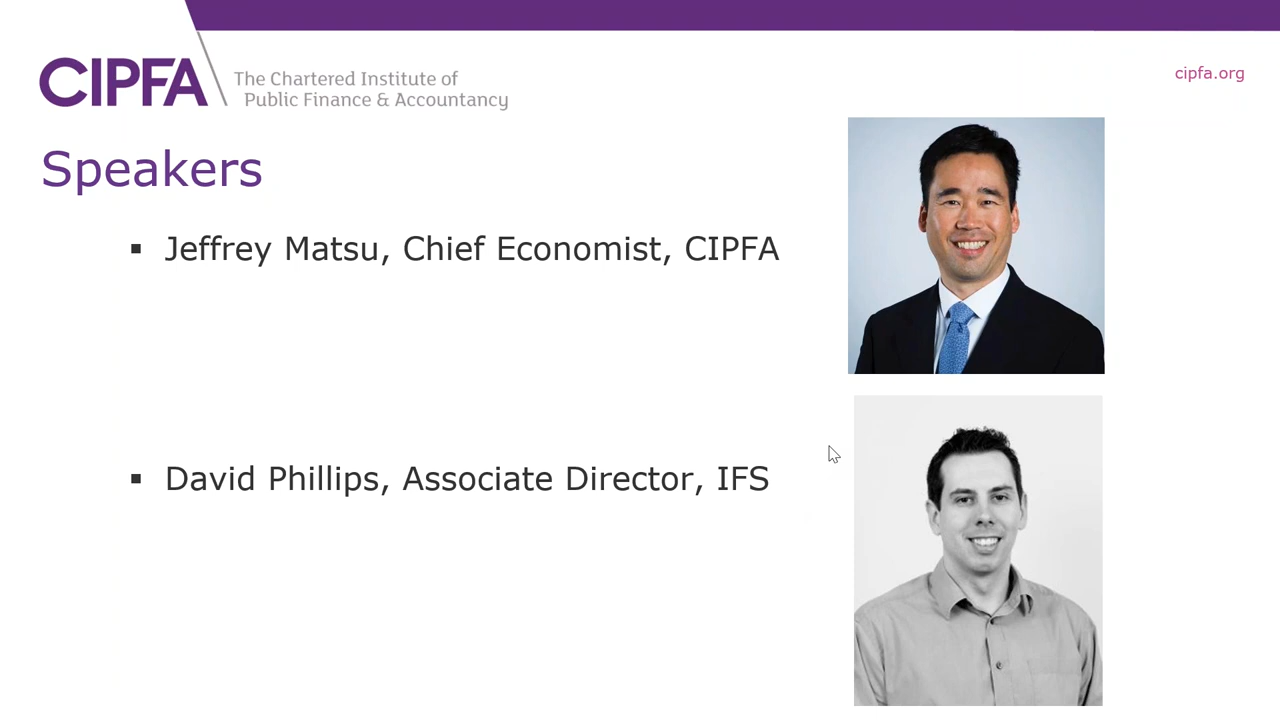 CIPFA
The Chartered Institute of
Public Finance & Accountancy
cipfa.org
Speakers
▪ Jeffrey Matsu, Chief Economist, CIPFA
▪ David Phillips, Associate Director, IFS